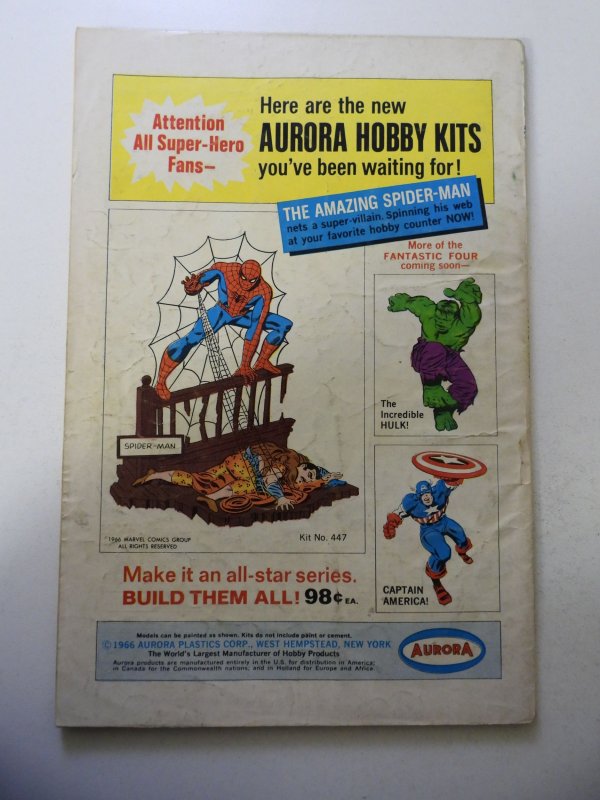 Attention
All Super-Hero
Fans—
Here are the new
AURORA HOBBY KITS
you've been waiting for!
THE AMAZING SPIDER-MAN
nets a super-villain. Spinning his web
at your favorite hobby counter NOW!
More of the
FANTASTIC FOUR
coming soon—
The
Incredible
HULK!
SPIDER-MAN
©1966 MARVEL COMICS GROUP
ALL RIGHTS RESERVED
Kit No. 447
CAPTAIN
AMERICA!
Make it an all-star series.
BUILD THEM ALL! 98¢ EA.
Models can be painted as shown. Kits do not include paint or cement.
©1966 AURORA PLASTICS CORP., WEST HEMPSTEAD, NEW YORK
The World's Largest Manufacturer of Hobby Products
Aurora products are manufactured entirely in the U.S. for distribution in America;
in Canada for the Commonwealth nations; and in Holland for Europe and Africa.
AURORA